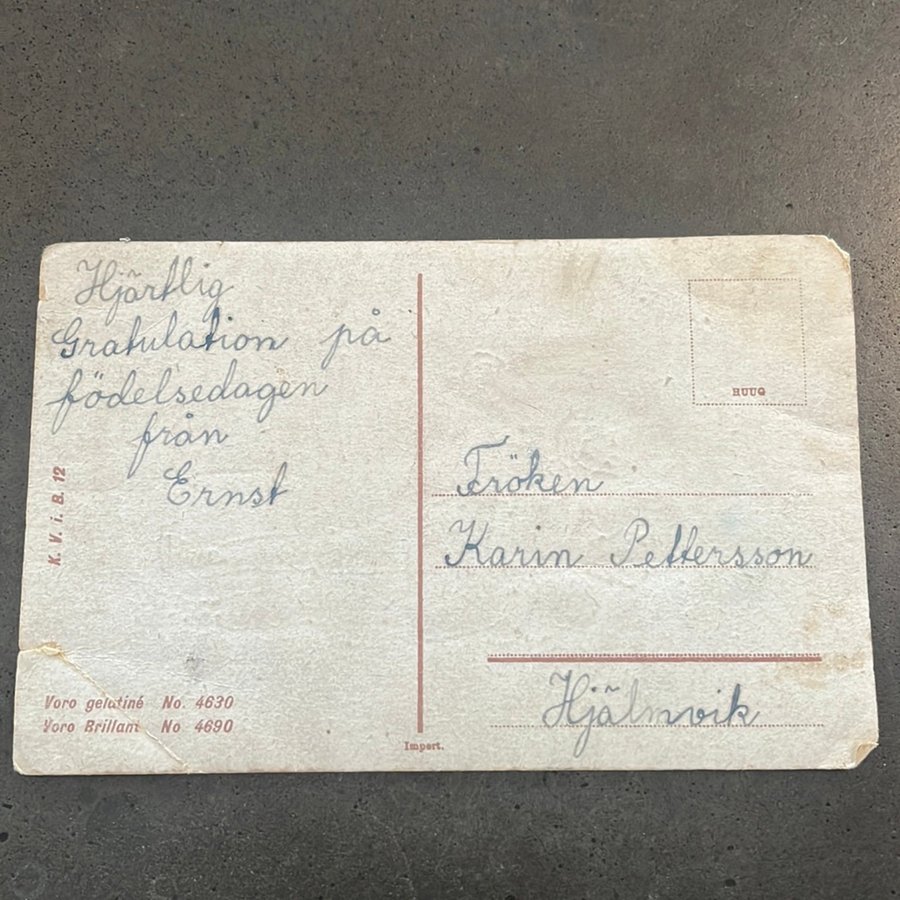 Hjärtlig
Gratulation på
födelsedagen
från
Ernst
K. V. i. B. 12
Voro gelatiné No. 4630
Voro Brillant No 4690
Import.
HUUG
Fröken
Karin Pettersson
Hjälmvik